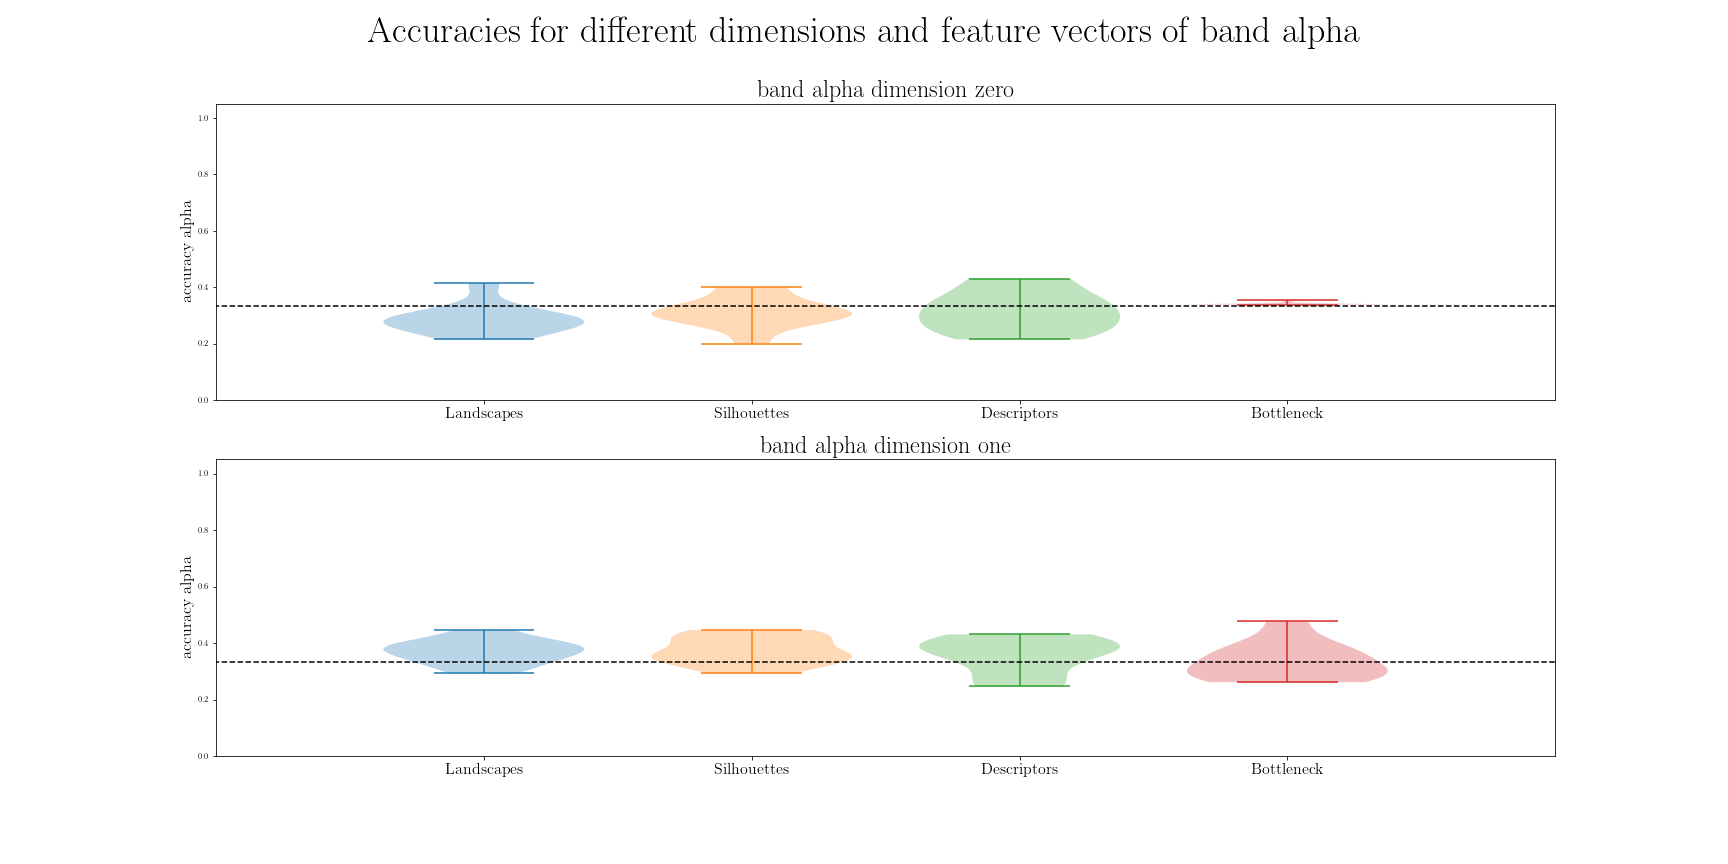 Accuracies for different dimensions and feature vectors of band alpha
band alpha dimension zero
accuracy alpha
1.0
0.8
0.6
0.4
0.2
0.0
Landscapes Silhouettes Descriptors Bottleneck
band alpha dimension one
accuracy alpha
1.0
0.8
0.6
0.4
0.2
0.0
Landscapes Silhouettes Descriptors Bottleneck